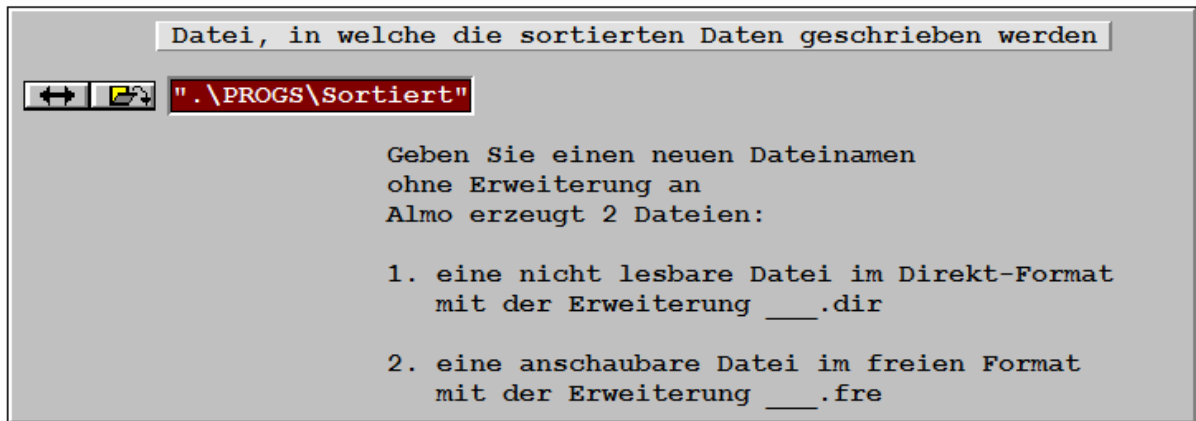 Datei, in welche die sortierten Daten geschrieben werden
".\PROGS\Sortiert"
Geben Sie einen neuen Dateinamen
ohne Erweiterung an
Almo erzeugt 2 Dateien:
1. eine nicht lesbare Datei im Direkt-Format
mit der Erweiterung ___.dir
2. eine anschaubare Datei im freien Format
mit der Erweiterung ___.fre